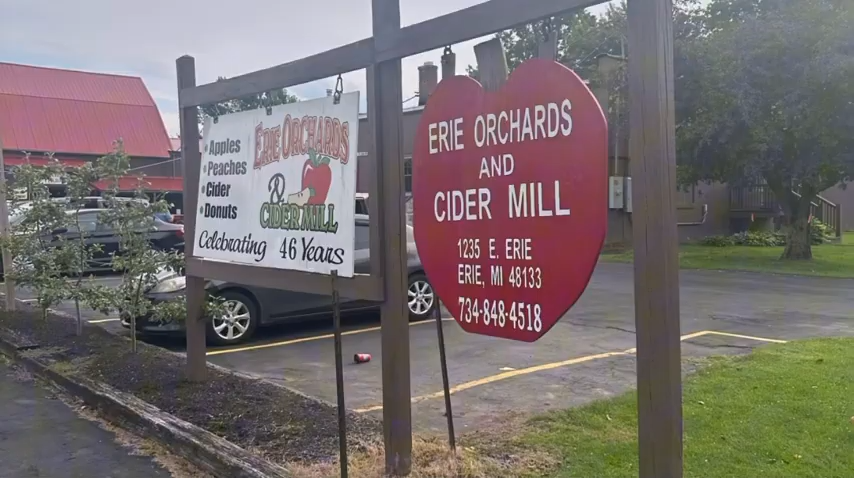 • Apples
• Peaches
• Cider
• Donuts
ERIE ORCHARDS
&
CIDER MILL
Celebrating 46 Years
ERIE ORCHARDS
AND
CIDER MILL
1235 E. ERIE
ERIE, MI 48133
734-848-4518